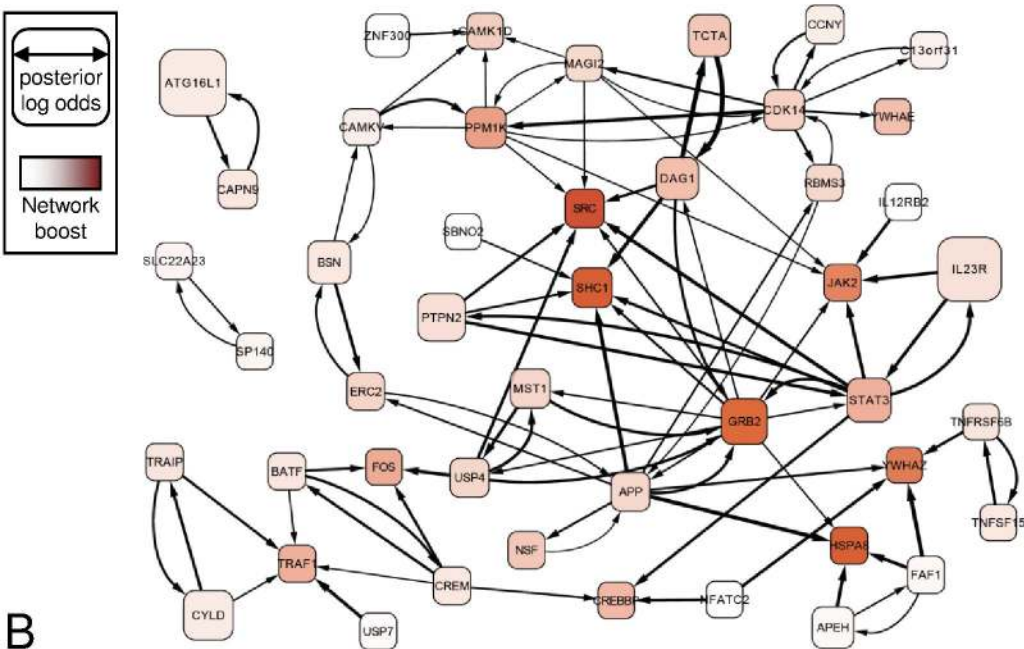 posterior
log odds
Network
boost
ZNF300
CAMK1D
TCTA
CCNY
C13orf31
ATG16L1
MAGI2
CAMKV
PPM1K
CDK14
YWHAE
CAPN9
DAG1
RBMS3
SRC
SBNO2
IL12RB2
SLC22A23
BSN
SHC1
JAK2
IL23R
PTPN2
SP140
ERC2
MST1
GRB2
STAT3
TNFRSF6B
TRAIP
BATF
FOS
USP4
APP
YWHAZ
TNFSF15
NSF
HSPA8
TRAF1
CREM
CREBBP
NFATC2
FAF1
CYLD
USP7
APEH
B